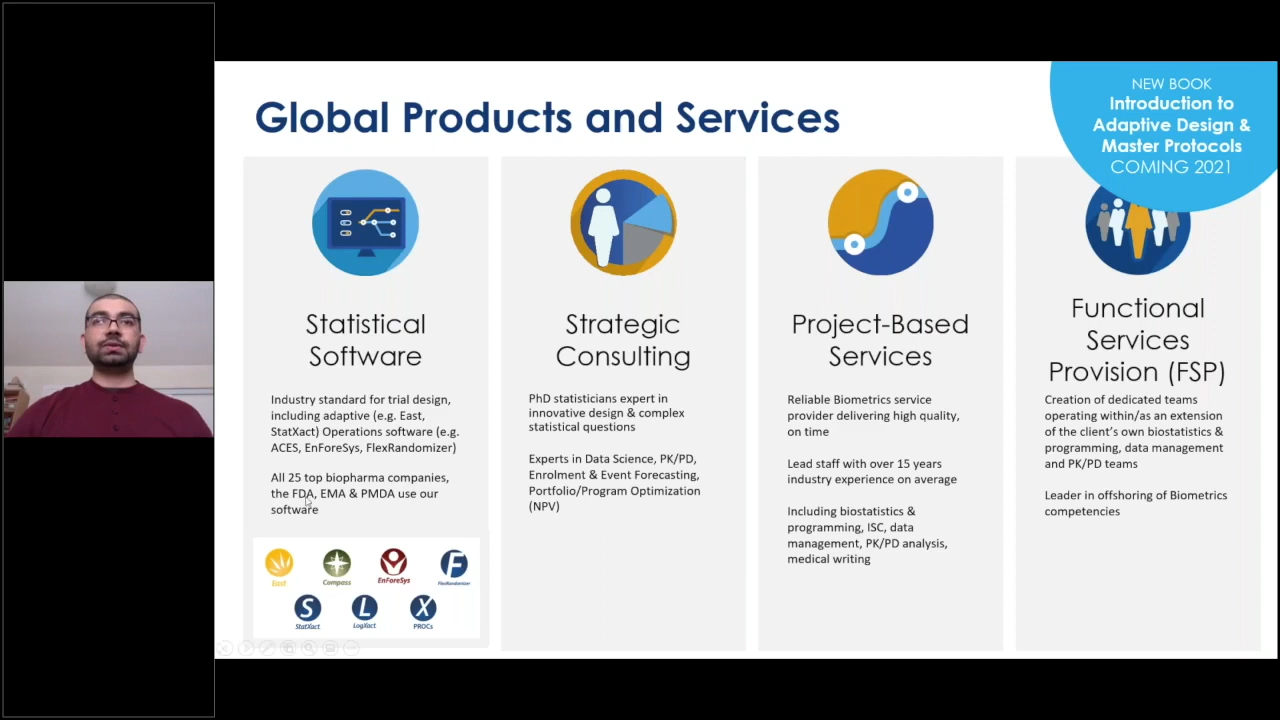 Global Products and Services
NEW BOOK
Introduction to
Adaptive Design &
Master Protocols
COMING 2021
Statistical
Software
Industry standard for trial design,
including adaptive (e.g. East,
StatXact) Operations software (e.g.
ACES, EnForeSys, FlexRandomizer)
All 25 top biopharma companies,
the FDA, EMA & PMDA use our
software
East
Compass
EnForeSys
F
FlexRandomizer
S
StatXact
L
LogXact
X
PROCs
Strategic
Consulting
PhD statisticians expert in
innovative design & complex
statistical questions
Experts in Data Science, PK/PD,
Enrolment & Event Forecasting,
Portfolio/Program Optimization
(NPV)
Project-Based
Services
Reliable Biometrics service
provider delivering high quality,
on time
Lead staff with over 15 years
industry experience on average
Including biostatistics &
programming, ISC, data
management, PK/PD analysis,
medical writing
Functional
Services
Provision (FSP)
Creation of dedicated teams
operating within/as an extension
of the client's own biostatistics &
programming, data management
and PK/PD teams
Leader in offshoring of Biometrics
competencies